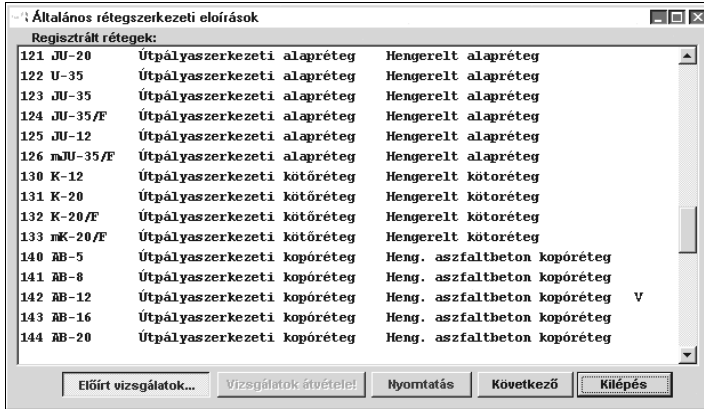 Általános rétegszerkezeti eloírások
Regisztrált rétegek:
121 JU-20 Útpályaszerkezeti alapréteg Hengerelt alapréteg
122 U-35 Útpályaszerkezeti alapréteg Hengerelt alapréteg
123 JU-35 Útpályaszerkezeti alapréteg Hengerelt alapréteg
124 JU-35/F Útpályaszerkezeti alapréteg Hengerelt alapréteg
125 JU-12 Útpályaszerkezeti alapréteg Hengerelt alapréteg
126 mJU-35/F Útpályaszerkezeti alapréteg Hengerelt alapréteg
130 K-12 Útpályaszerkezeti kötőréteg Hengerelt kötoréteg
131 K-20 Útpályaszerkezeti kötőréteg Hengerelt kötoréteg
132 K-20/F Útpályaszerkezeti kötőréteg Hengerelt kötoréteg
133 mK-20/F Útpályaszerkezeti kötőréteg Hengerelt kötoréteg
140 AB-5 Útpályaszerkezeti kopóréteg Heng. aszfaltbeton kopóréteg
141 AB-8 Útpályaszerkezeti kopóréteg Heng. aszfaltbeton kopóréteg
142 AB-12 Útpályaszerkezeti kopóréteg Heng. aszfaltbeton kopóréteg V
143 AB-16 Útpályaszerkezeti kopóréteg Heng. aszfaltbeton kopóréteg
144 AB-20 Útpályaszerkezeti kopóréteg Heng. aszfaltbeton kopóréteg
Előírt vizsgálatok... Vizsgálatok átvétele! Nyomtatás Következő Kilépés